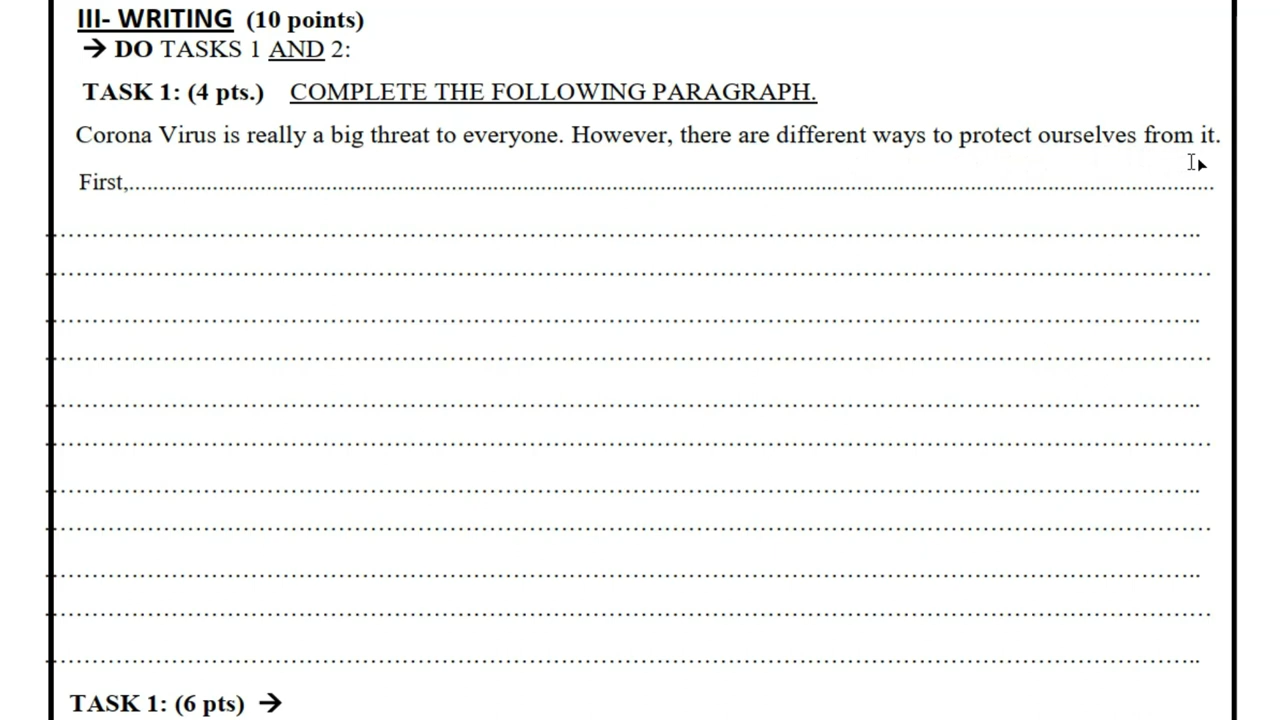 III- WRITING (10 points)
→ DO TASKS 1 AND 2:
TASK 1: (4 pts.) COMPLETE THE FOLLOWING PARAGRAPH.
Corona Virus is really a big threat to everyone. However, there are different ways to protect ourselves from it.
First,....................................................................................................
....................................................................................................
....................................................................................................
....................................................................................................
....................................................................................................
....................................................................................................
....................................................................................................
....................................................................................................
....................................................................................................
....................................................................................................
....................................................................................................
....................................................................................................
TASK 1: (6 pts) →